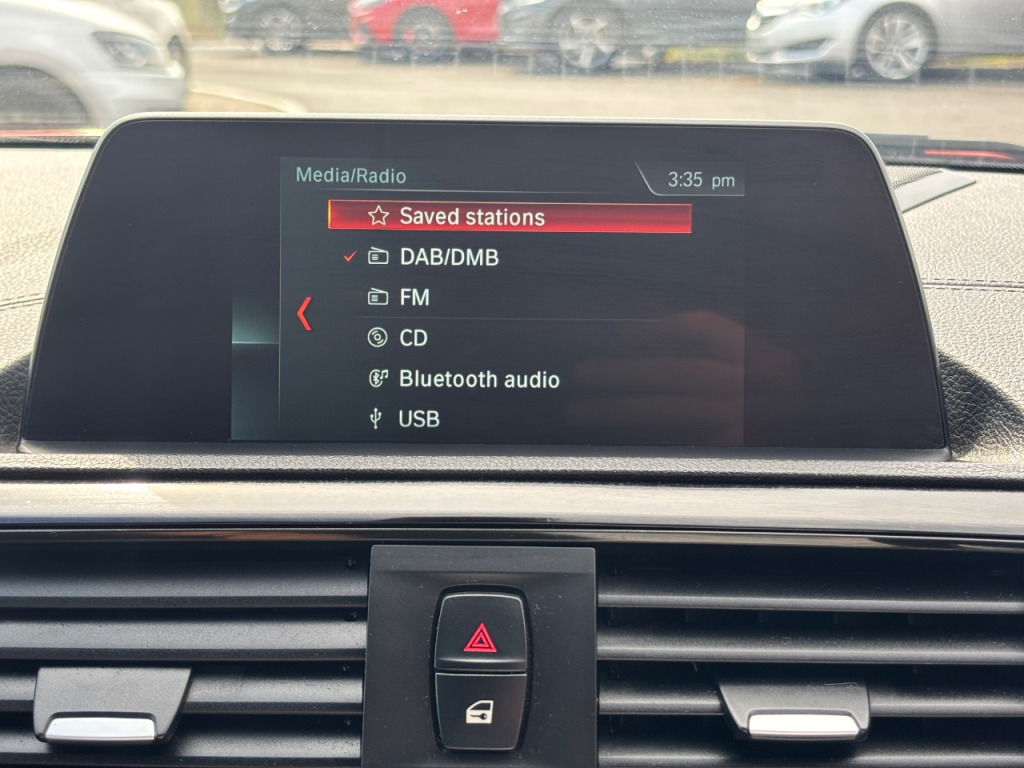 Media/Radio
3:35 pm
Saved stations
DAB/DMB
FM
CD
Bluetooth audio
USB